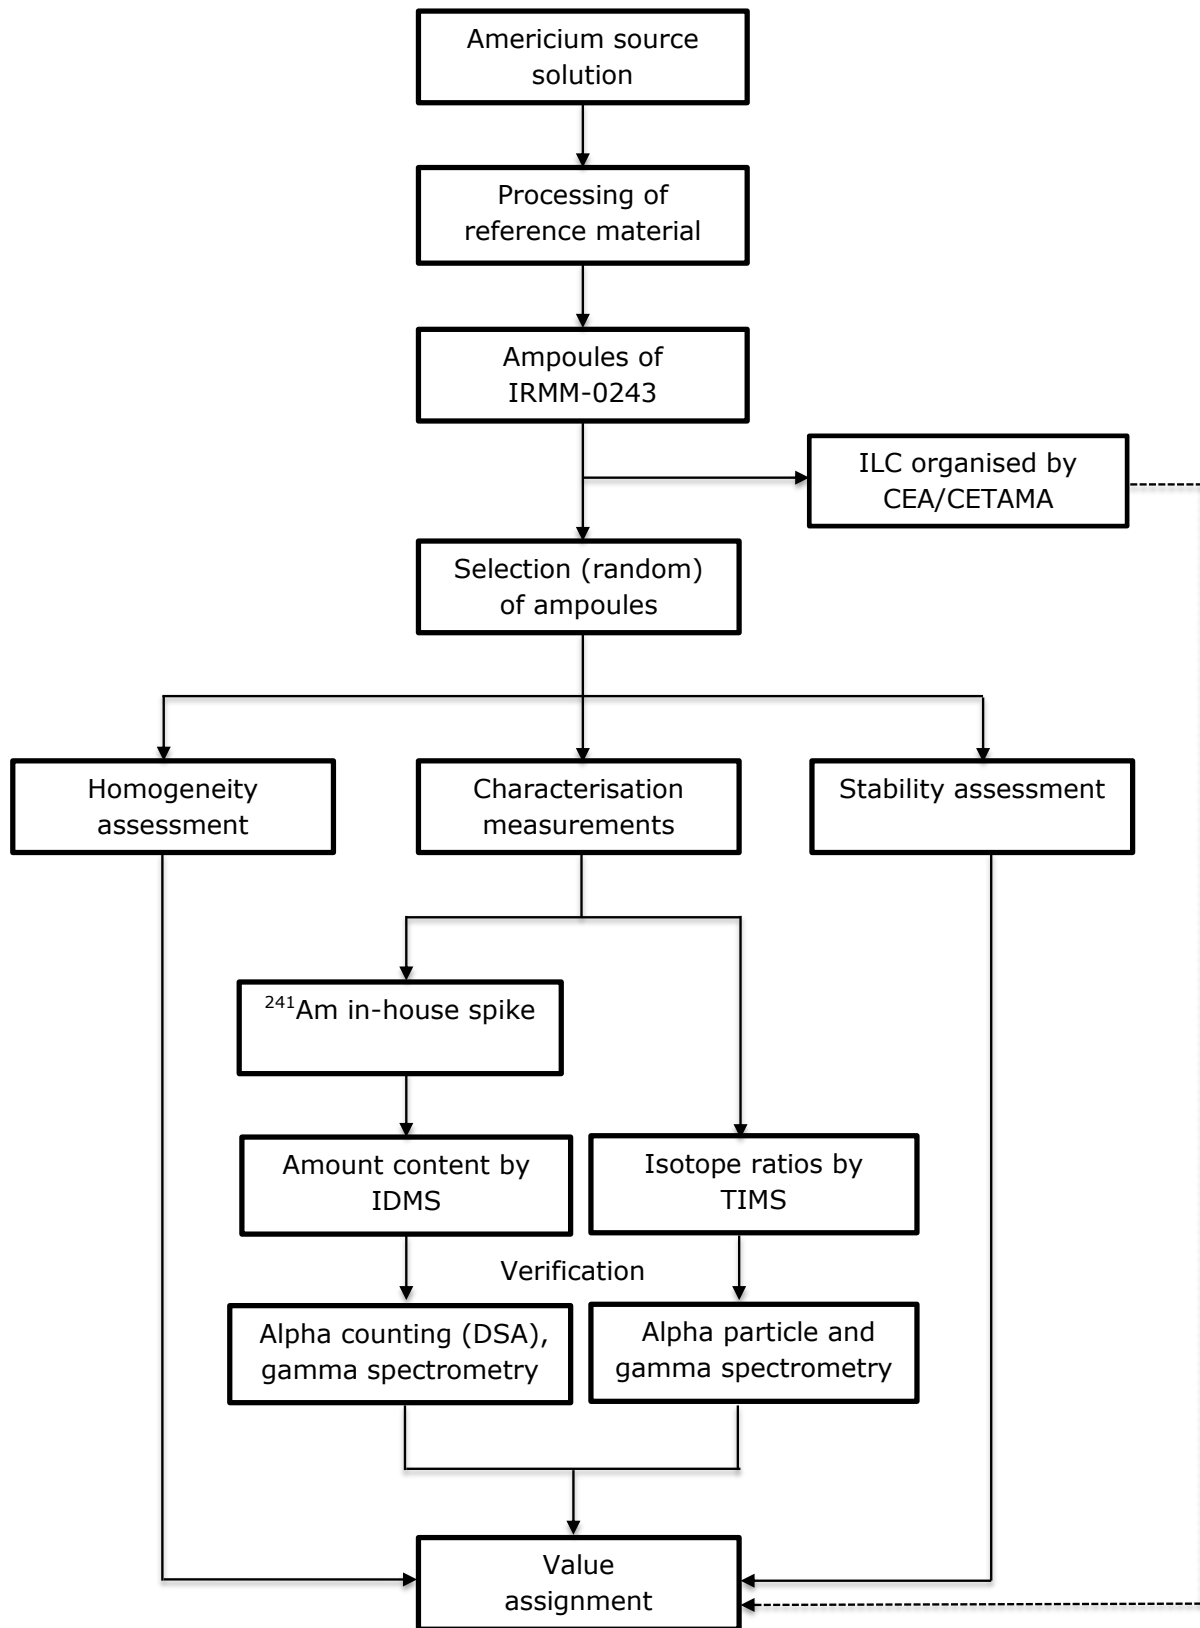 Americium source
solution
Processing of
reference material
Ampoules of
IRMM-0243
ILC organised by
CEA/CETAMA
Selection (random)
of ampoules
Homogeneity
assessment
Characterisation
measurements
Stability assessment
²⁴¹Am in-house spike
Amount content by
IDMS
Isotope ratios by
TIMS
Verification
Alpha counting (DSA),
gamma spectrometry
Alpha particle and
gamma spectrometry
Value
assignment